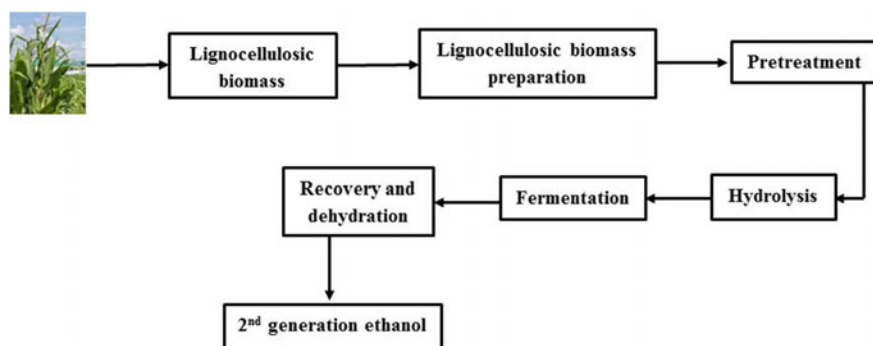 Lignocellulosic
biomass
Lignocellulosic biomass
preparation
Pretreatment
Hydrolysis
Fermentation
Recovery and
dehydration
2nd generation ethanol